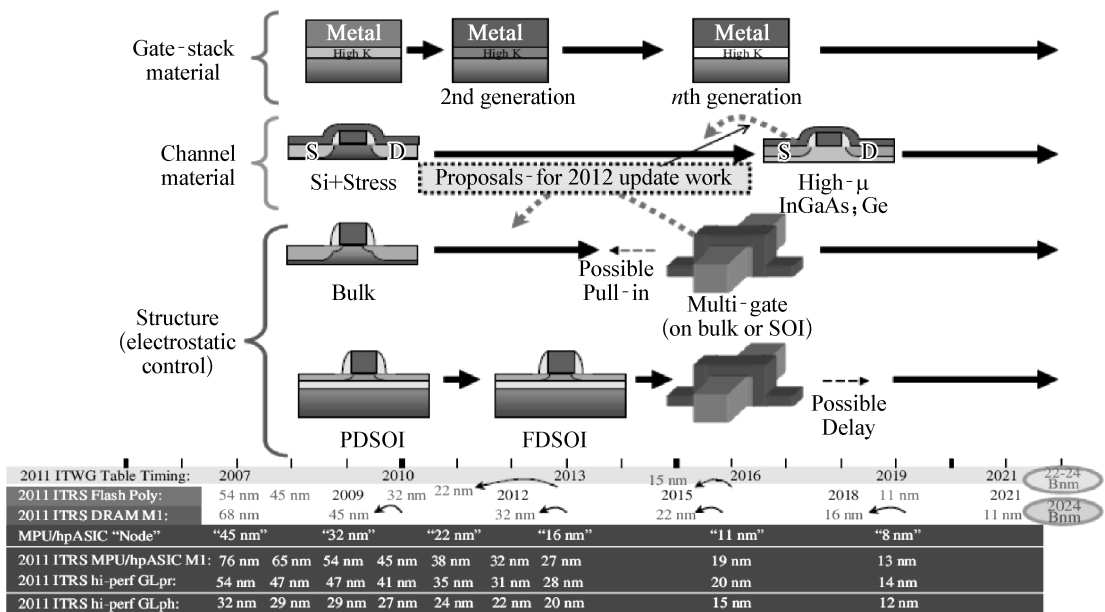 Gate-stack
material
Metal
High K
Metal
High K
2nd generation
Metal
High K
nth generation
Channel
material
S D
Si+Stress
Proposals-for 2012 update work
S D
High-μ
InGaAs；Ge
Structure
(electrostatic
control)
Bulk
Possible
Pull-in
Multi-gate
(on bulk or SOI)
PDSOI
FDSOI
Possible
Delay
2011 ITWG Table Timing: 2007 2010 2013 15 nm 2016 2019 2021 22-24
Bnm
2011 ITRS Flash Poly: 54 nm 45 nm 2009 32 nm 22 nm 2012 2015 2018 11 nm 2021
2011 ITRS DRAM M1: 68 nm 45 nm 32 nm 22 nm 16 nm 11 nm 2024
Bnm
MPU/hpASIC “Node” “45 nm” “32 nm” “22 nm” “16 nm” “11 nm” “8 nm”
2011 ITRS MPU/hpASIC M1: 76 nm 65 nm 54 nm 45 nm 38 nm 32 nm 27 nm 19 nm 13 nm
2011 ITRS hi-perf GLpr: 54 nm 47 nm 47 nm 41 nm 35 nm 31 nm 28 nm 20 nm 14 nm
2011 ITRS hi-perf GLph: 32 nm 29 nm 29 nm 27 nm 24 nm 22 nm 20 nm 15 nm 12 nm